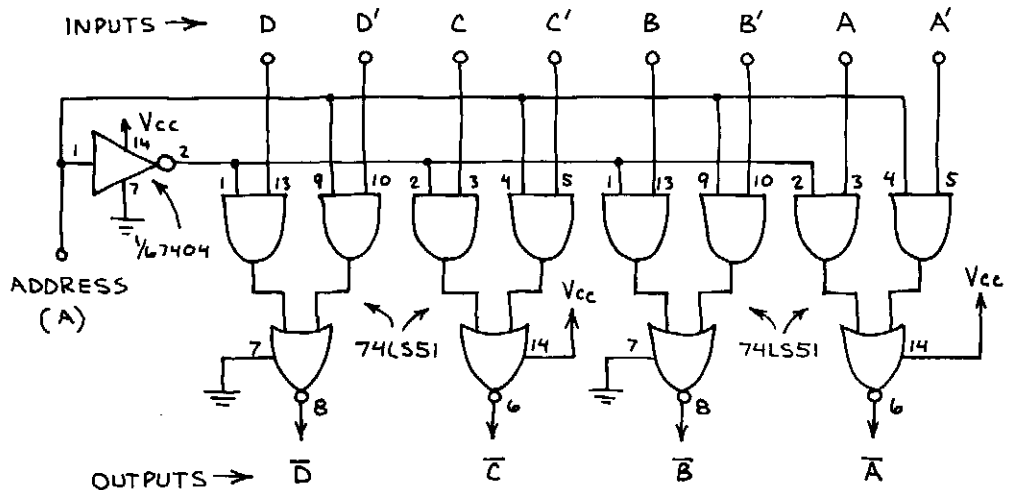 INPUTS → D D' C C' B B' A A'
Vcc
14
1 2
7
1 13 9 10 2 3 4 5 1 13 9 10 2 3 4 5
1/6 7404
ADDRESS
(A)
Vcc Vcc
74LS51 74LS51
7 14 7 14
8 6 8 6
OUTPUTS → D̅ C̅ B̅ A̅